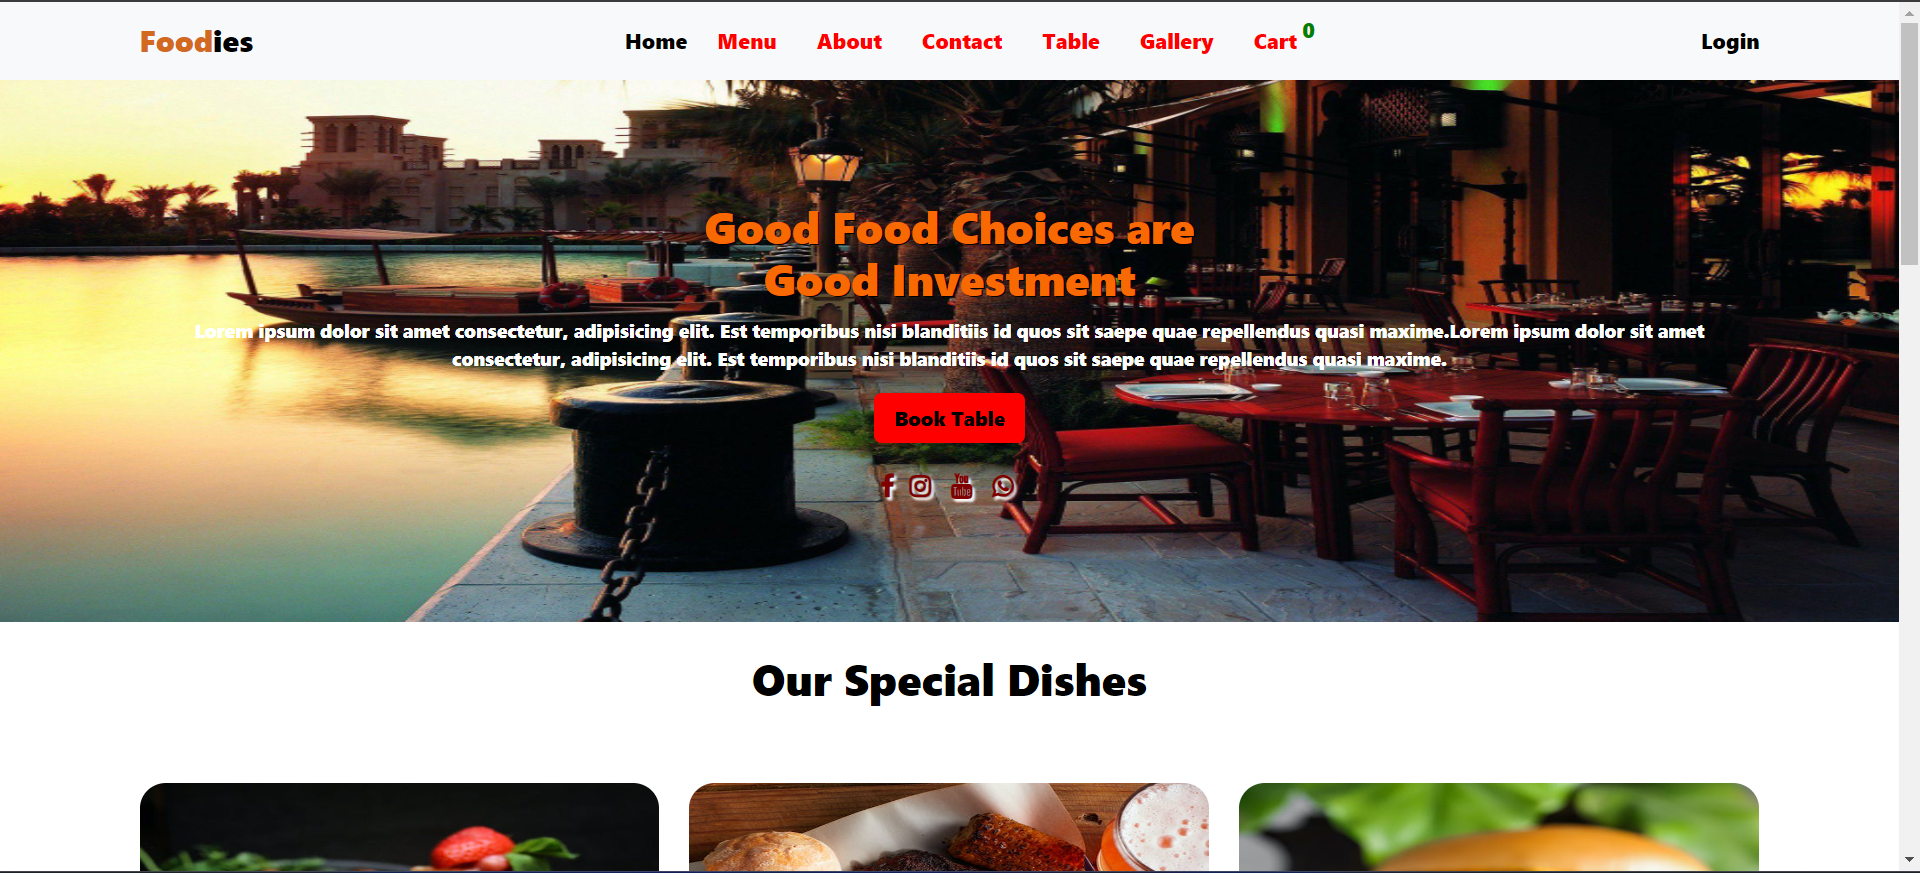 Foodies
Home Menu About Contact Table Gallery Cart 0
Login
Good Food Choices are
Good Investment
Lorem ipsum dolor sit amet consectetur, adipisicing elit. Est temporibus nisi blanditiis id quos sit saepe quae repellendus quasi maxime.Lorem ipsum dolor sit amet
consectetur, adipisicing elit. Est temporibus nisi blanditiis id quos sit saepe quae repellendus quasi maxime.
Book Table
You
Tube
Our Special Dishes